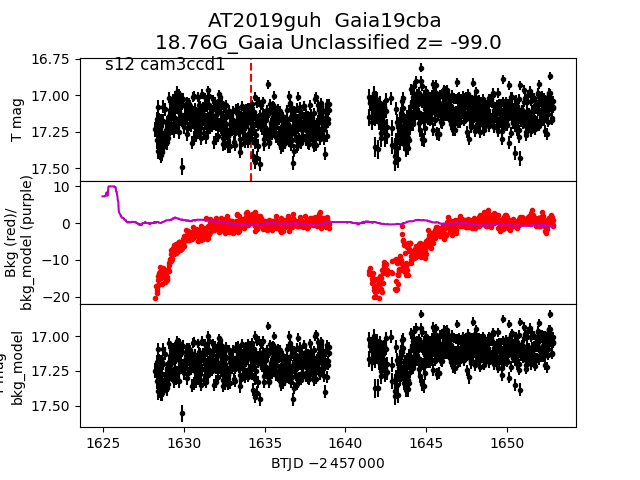 AT2019guh Gaia19cba
18.76G_Gaia Unclassified z= -99.0
s12 cam3ccd1
16.75
17.00
17.25
17.50
T mag
10
0
−10
−20
Bkg (red)/
bkg_model (purple)
17.00
17.25
17.50
mag
bkg_model
1625
1630
1635
1640
1645
1650
BTJD −2 457 000